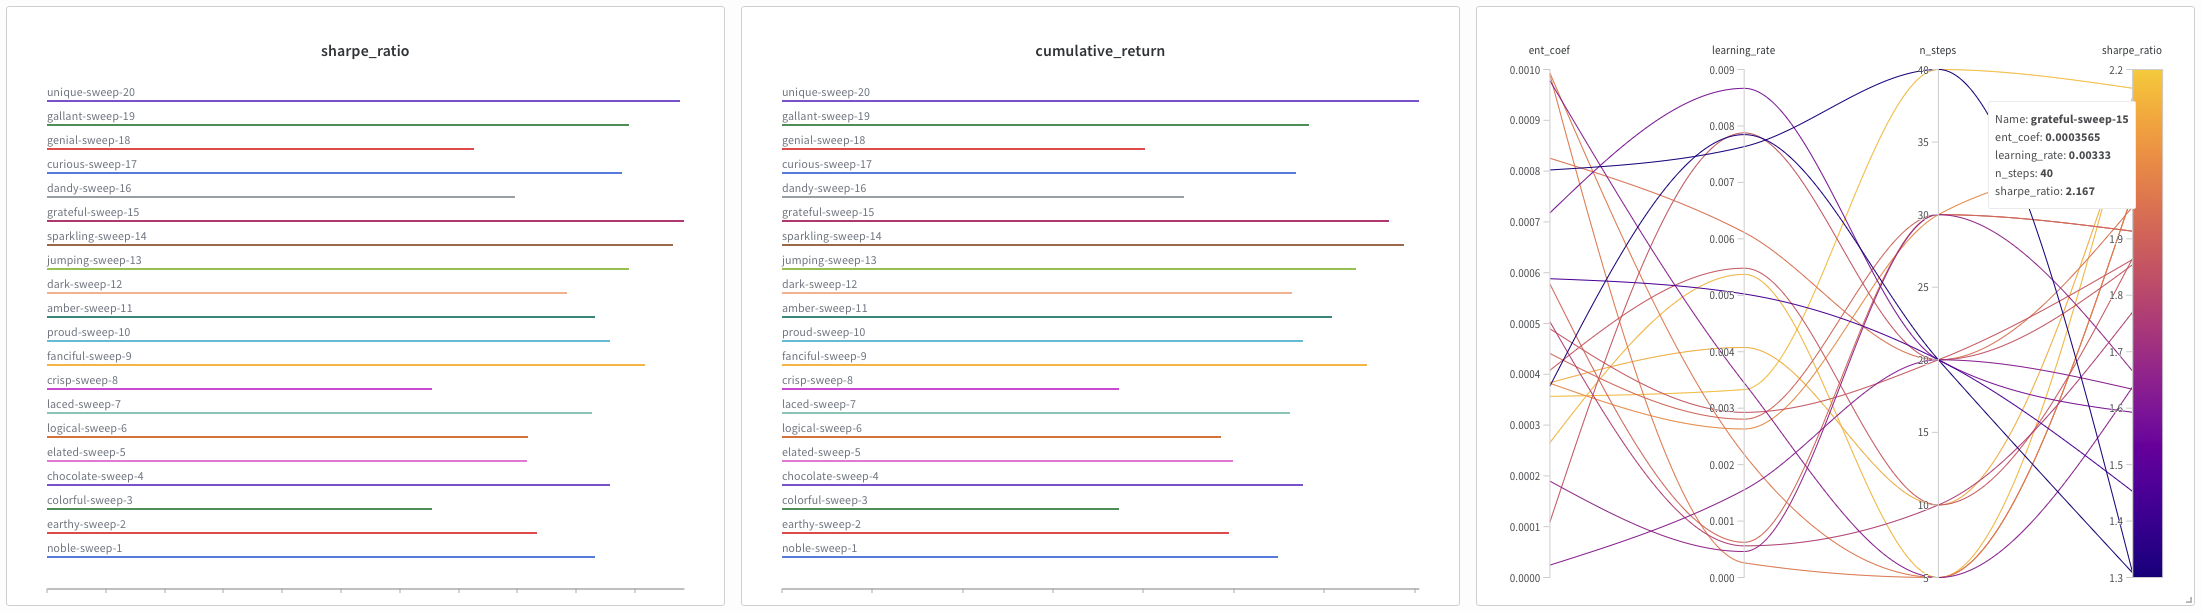 sharpe_ratio
unique-sweep-20
gallant-sweep-19
genial-sweep-18
curious-sweep-17
dandy-sweep-16
grateful-sweep-15
sparkling-sweep-14
jumping-sweep-13
dark-sweep-12
amber-sweep-11
proud-sweep-10
fanciful-sweep-9
crisp-sweep-8
laced-sweep-7
logical-sweep-6
elated-sweep-5
chocolate-sweep-4
colorful-sweep-3
earthy-sweep-2
noble-sweep-1
cumulative_return
unique-sweep-20
gallant-sweep-19
genial-sweep-18
curious-sweep-17
dandy-sweep-16
grateful-sweep-15
sparkling-sweep-14
jumping-sweep-13
dark-sweep-12
amber-sweep-11
proud-sweep-10
fanciful-sweep-9
crisp-sweep-8
laced-sweep-7
logical-sweep-6
elated-sweep-5
chocolate-sweep-4
colorful-sweep-3
earthy-sweep-2
noble-sweep-1
ent_coef
0.0010
0.0009
0.0008
0.0007
0.0006
0.0005
0.0004
0.0003
0.0002
0.0001
0.0000
learning_rate
0.009
0.008
0.007
0.006
0.005
0.004
0.003
0.002
0.001
0.000
n_steps
40
35
30
25
20
15
10
5
sharpe_ratio
2.2
1.9
1.8
1.7
1.6
1.5
1.4
1.3
Name: grateful-sweep-15
ent_coef: 0.0003565
learning_rate: 0.00333
n_steps: 40
sharpe_ratio: 2.167